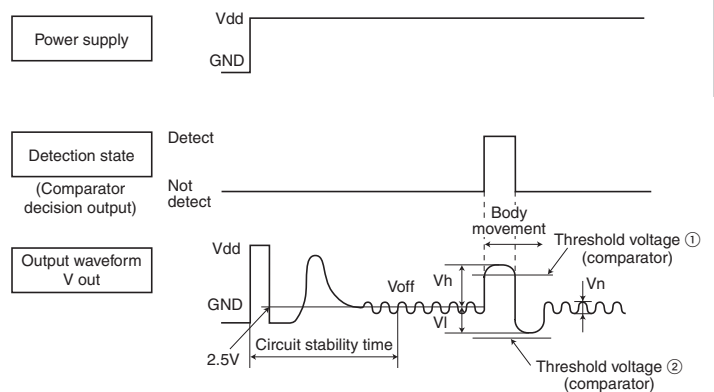 Power supply
Vdd
GND
Detection state
(Comparator
decision output)
Detect
Not
detect
Body
movement
Output waveform
V out
Vdd
GND
2.5V
Circuit stability time
Voff
Vh
Vl
Threshold voltage ①
(comparator)
Vn
Threshold voltage ②
(comparator)